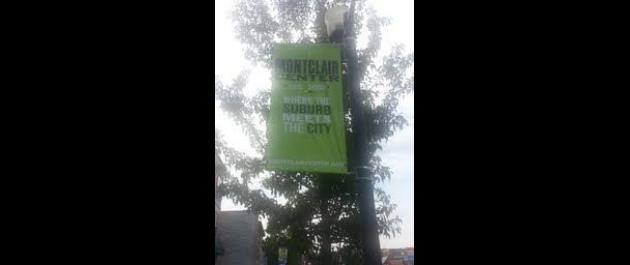 MONTCLAIR
CENTER
WHERE THE
SUBURB
MEETS
THE CITY